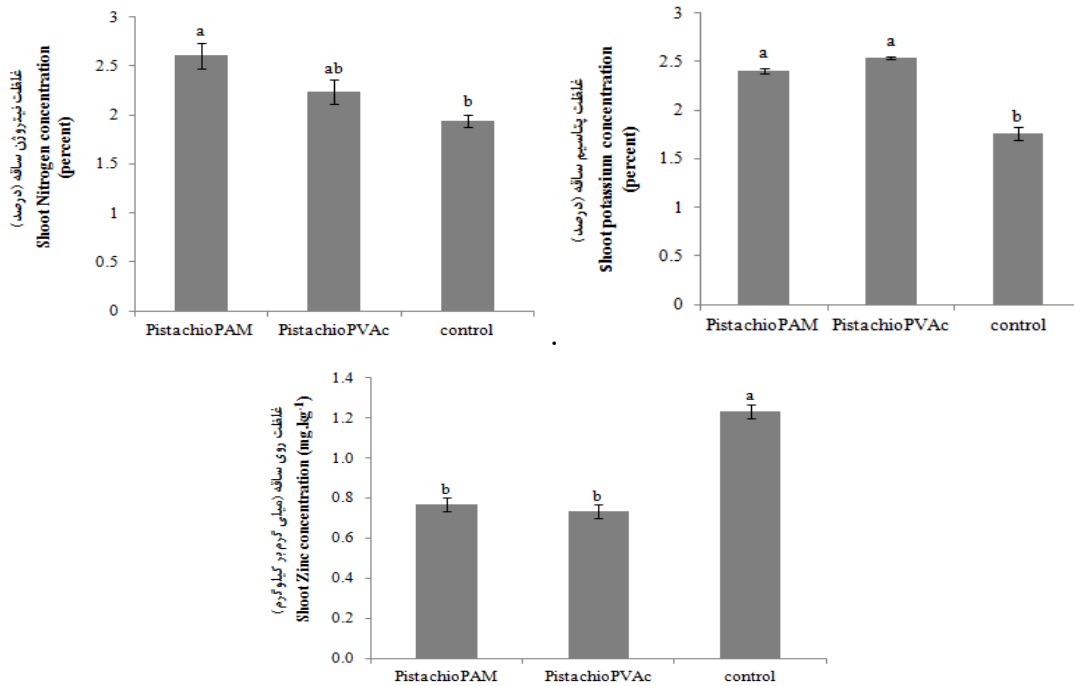 غلظت نیتروژن ساقه (درصد)
Shoot Nitrogen concentration
(percent)
3
2.5
2
1.5
1
0.5
0
a
ab
b
PistachioPAM PistachioPVAc control
غلظت پتاسیم ساقه (درصد)
Shoot potassium concentration
(percent)
3
2.5
2
1.5
1
0.5
0
a
a
b
PistachioPAM PistachioPVAc control
غلظت روی ساقه (میلی گرم بر کیلوگرم)
Shoot Zinc concentration (mg.kg-1)
1.4
1.2
1.0
0.8
0.6
0.4
0.2
0.0
b
b
a
PistachioPAM PistachioPVAc control